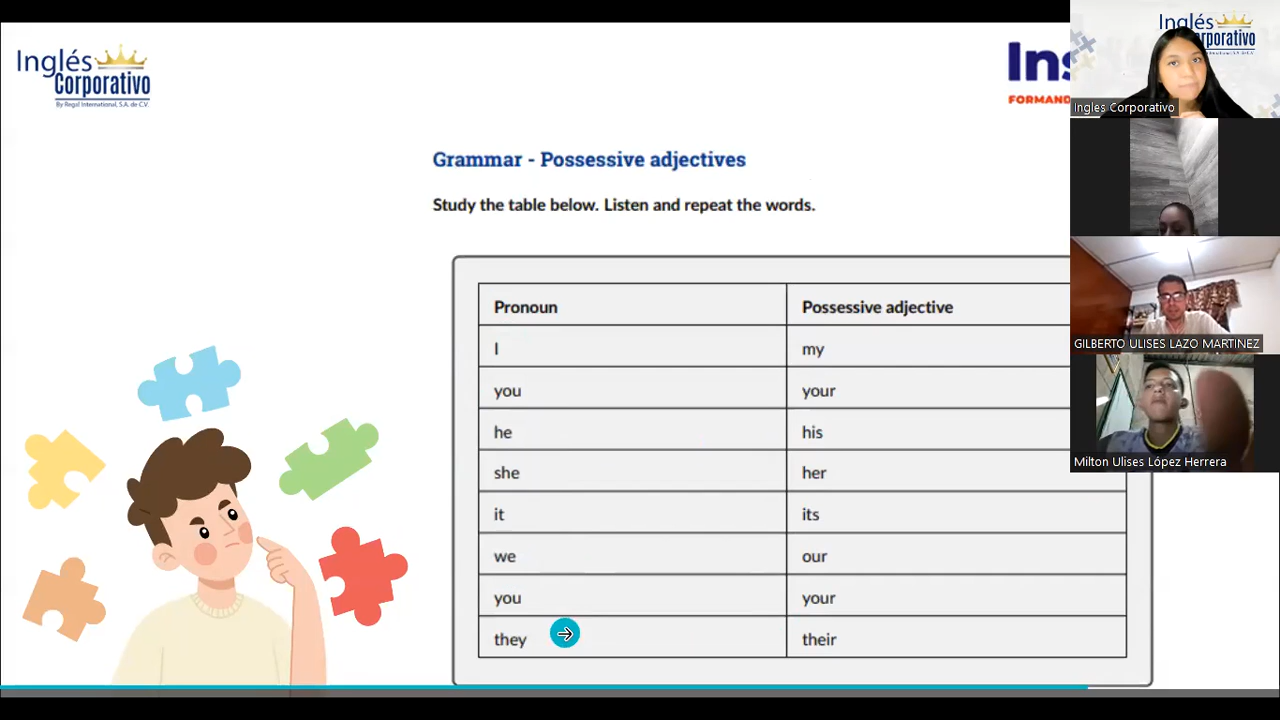 Inglés
Corporativo
By Regal International, S.A. de C.V.
Ins
FORMAND
Inglés
Corporativo
Ingles Corporativo
GILBERTO ULISES LAZO MARTINEZ
Milton Ulises López Herrera
Grammar - Possessive adjectives
Study the table below. Listen and repeat the words.
Pronoun Possessive adjective
I my
you your
he his
she her
it its
we our
you your
they their